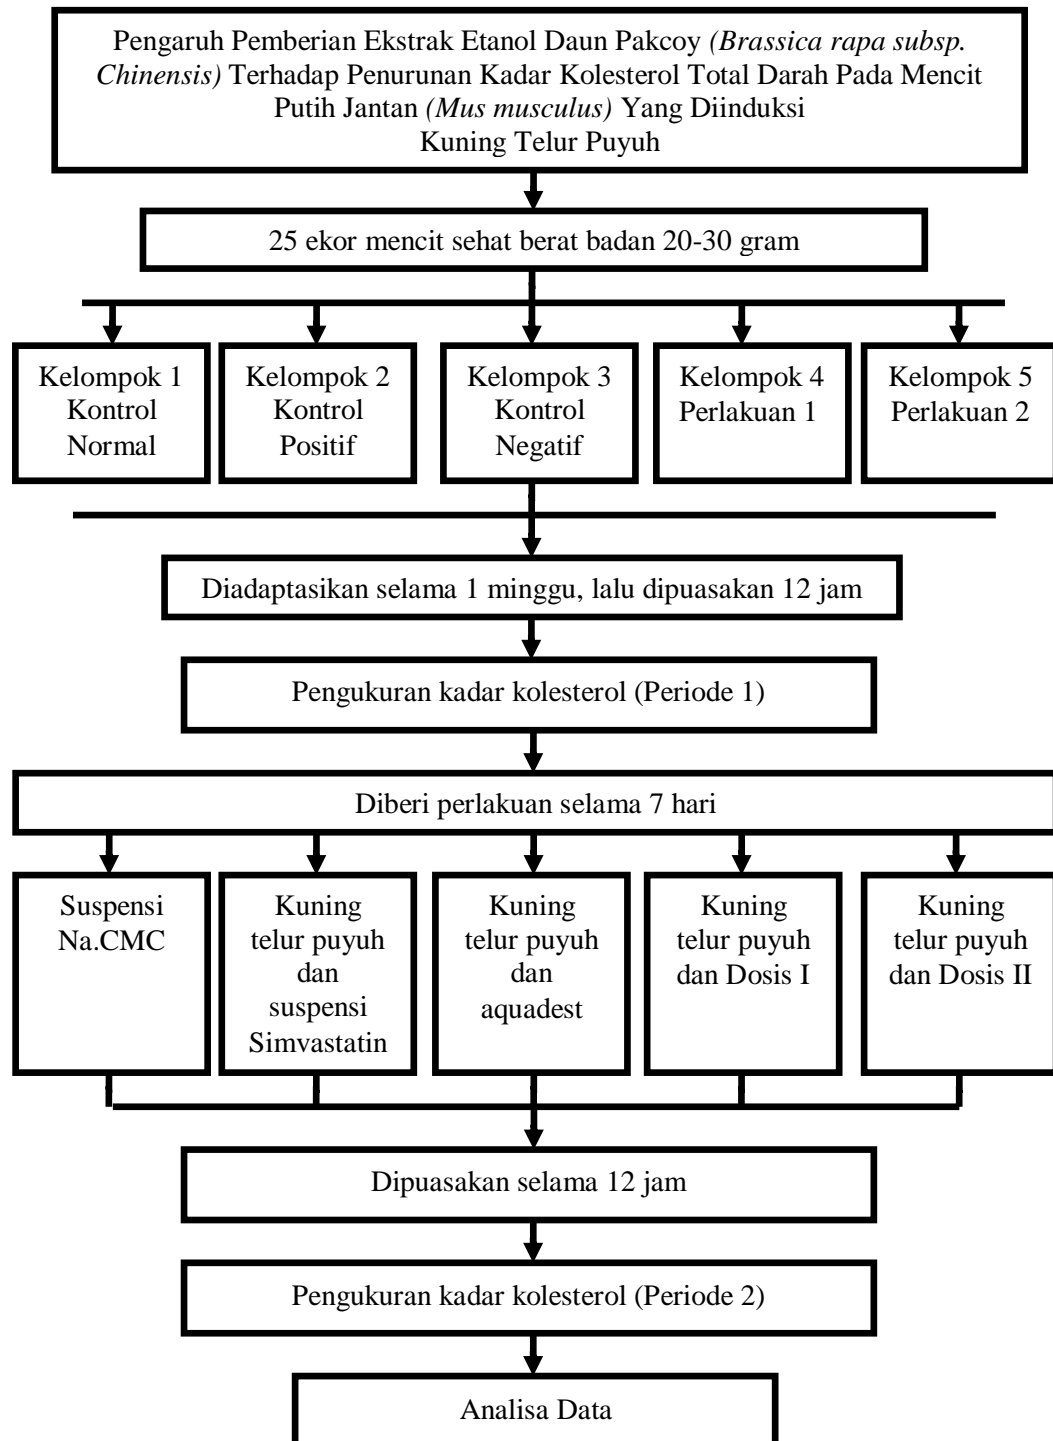 Pengaruh Pemberian Ekstrak Etanol Daun Pakcoy (Brassica rapa subsp.
Chinensis) Terhadap Penurunan Kadar Kolesterol Total Darah Pada Mencit
Putih Jantan (Mus musculus) Yang Diinduksi
Kuning Telur Puyuh
25 ekor mencit sehat berat badan 20-30 gram
Kelompok 1
Kontrol
Normal
Kelompok 2
Kontrol
Positif
Kelompok 3
Kontrol
Negatif
Kelompok 4
Perlakuan 1
Kelompok 5
Perlakuan 2
Diadaptasikan selama 1 minggu, lalu dipuasakan 12 jam
Pengukuran kadar kolesterol (Periode 1)
Diberi perlakuan selama 7 hari
Suspensi
Na.CMC
Kuning
telur puyuh
dan
suspensi
Simvastatin
Kuning
telur puyuh
dan
aquadest
Kuning
telur puyuh
dan Dosis I
Kuning
telur puyuh
dan Dosis II
Dipuasakan selama 12 jam
Pengukuran kadar kolesterol (Periode 2)
Analisa Data